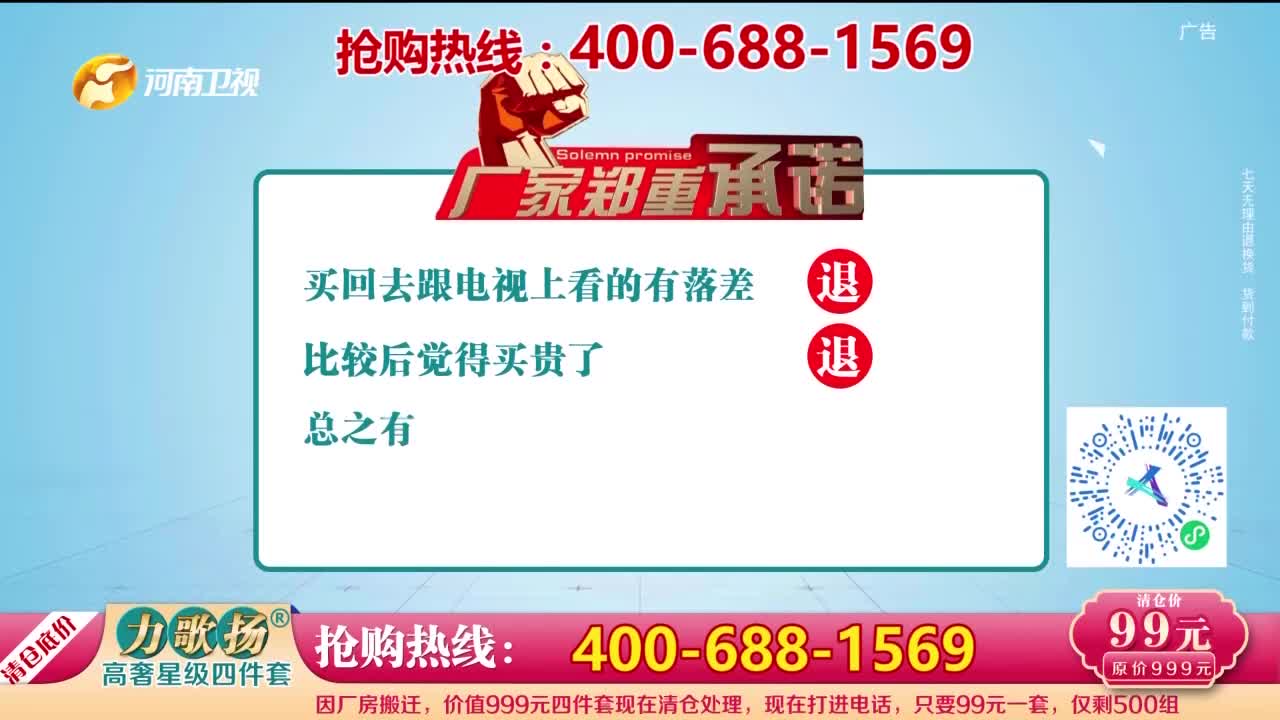 抢购热线：400-688-1569
广告
河南卫视
Solemn promise
厂家郑重承诺
七天无理由退换货 货到付款
买回去跟电视上看的有落差 退
比较后觉得买贵了 退
总之有
清仓底价
力歌扬®
高奢星级四件套
抢购热线：400-688-1569
清仓价
99元
原价999元
因厂房搬迁，价值999元四件套现在清仓处理，现在打进电话，只要99元一套，仅剩500组